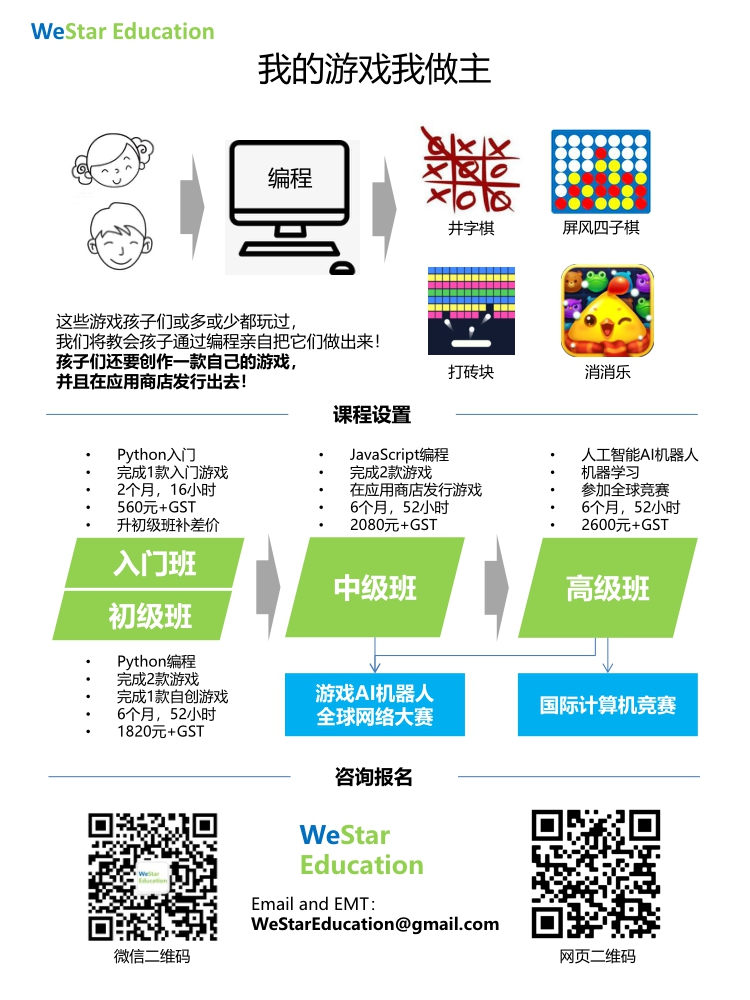 WeStar Education
我的游戏我做主
编程
井字棋
屏风四子棋
打砖块
消消乐
这些游戏孩子们或多或少都玩过，
我们将教会孩子通过编程亲自把它们做出来！
孩子们还要创作一款自己的游戏，
并且在应用商店发行出去！
课程设置
• Python入门
• 完成1款入门游戏
• 2个月，16小时
• 560元+GST
• 升初级班补差价
入门班
初级班
• Python编程
• 完成2款游戏
• 完成1款自创游戏
• 6个月，52小时
• 1820元+GST
• JavaScript编程
• 完成2款游戏
• 在应用商店发行游戏
• 6个月，52小时
• 2080元+GST
中级班
• 人工智能AI机器人
• 机器学习
• 参加全球竞赛
• 6个月，52小时
• 2600元+GST
高级班
游戏AI机器人
全球网络大赛
国际计算机竞赛
咨询报名
WeStar
Education
微信二维码
WeStar
Education
Email and EMT：
WeStarEducation@gmail.com
网页二维码